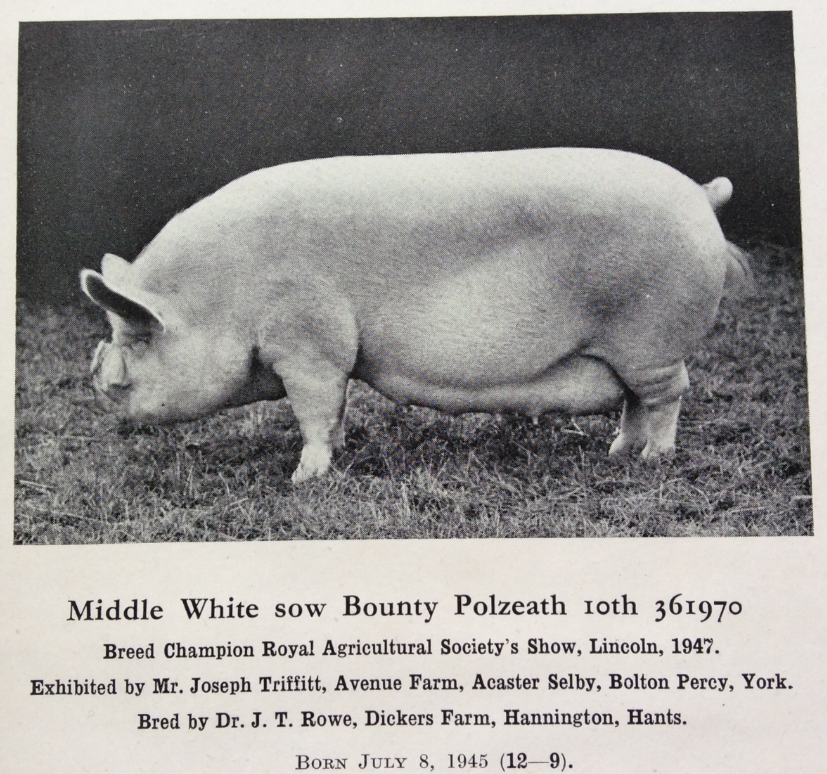 Middle White sow Bounty Polzeath 10th 361970
Breed Champion Royal Agricultural Society's Show, Lincoln, 1947.
Exhibited by Mr. Joseph Triffitt, Avenue Farm, Acaster Selby, Bolton Percy, York.
Bred by Dr. J. T. Rowe, Dickers Farm, Hannington, Hants.
BORN JULY 8, 1945 (12—9).